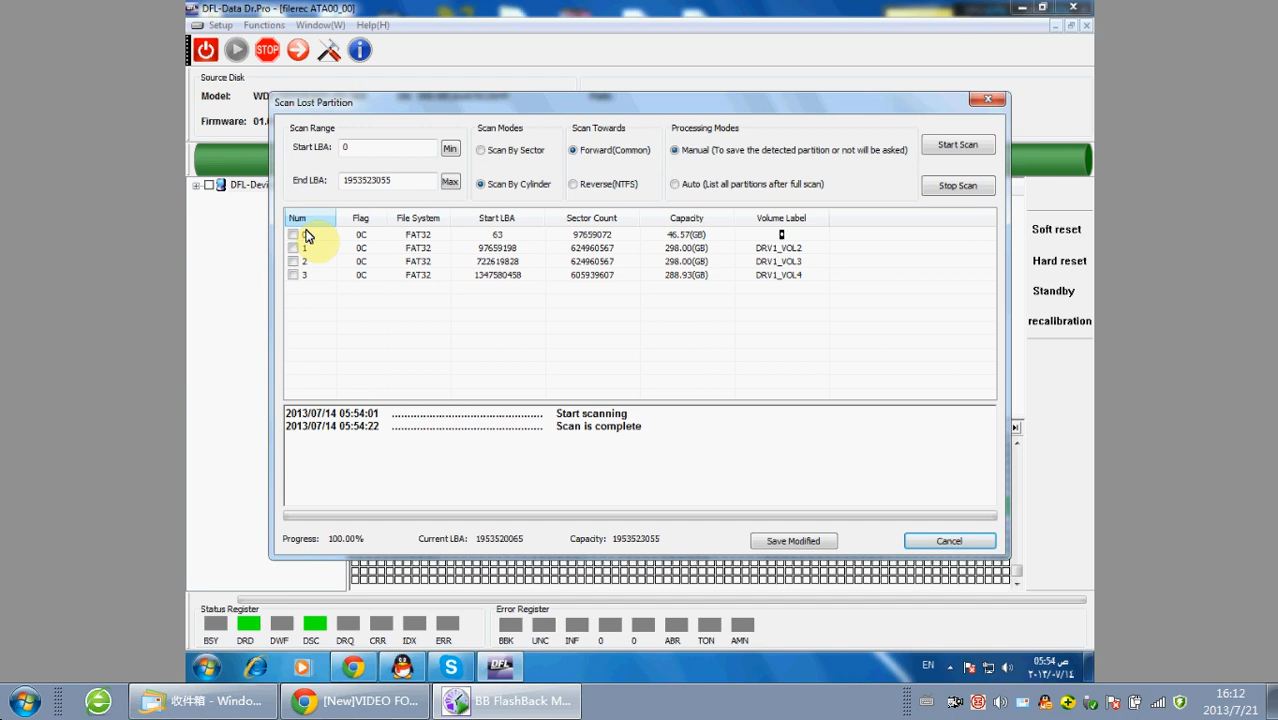 DFL-Data Dr.Pro - [filerec ATA00_00]
Setup Functions Window(W) Help(H)
Source Disk
Model: WD
Firmware: 01.0
DFL-Devi
Scan Lost Partition
Scan Range
Start LBA: 0 Min
End LBA: 1953523055 Max
Scan Modes
Scan By Sector
Scan By Cylinder
Scan Towards
Forward(Common)
Reverse(NTFS)
Processing Modes
Manual (To save the detected partition or not will be asked)
Auto (List all partitions after full scan)
Start Scan
Stop Scan
Num Flag File System Start LBA Sector Count Capacity Volume Label
0 0C FAT32 63 97659072 46.57(GB)
1 0C FAT32 97659198 624960567 298.00(GB) DRV1_VOL2
2 0C FAT32 722619828 624960567 298.00(GB) DRV1_VOL3
3 0C FAT32 1347580458 605939607 288.93(GB) DRV1_VOL4
2013/07/14 05:54:01 ................................................ Start scanning
2013/07/14 05:54:22 ................................................ Scan is complete
Progress: 100.00% Current LBA: 1953520065 Capacity: 1953523055 Save Modified Cancel
Soft reset
Hard reset
Standby
recalibration
Status Register
BSY DRD DWF DSC DRQ CRR IDX ERR
Error Register
BBK UNC INF 0 0 ABR TON AMN
EN
05:54 ص
٢٠١٣/٠٧/١٤
收件箱 - Windo...
[New]VIDEO FO...
BB FlashBack M...
16:12
2013/7/21